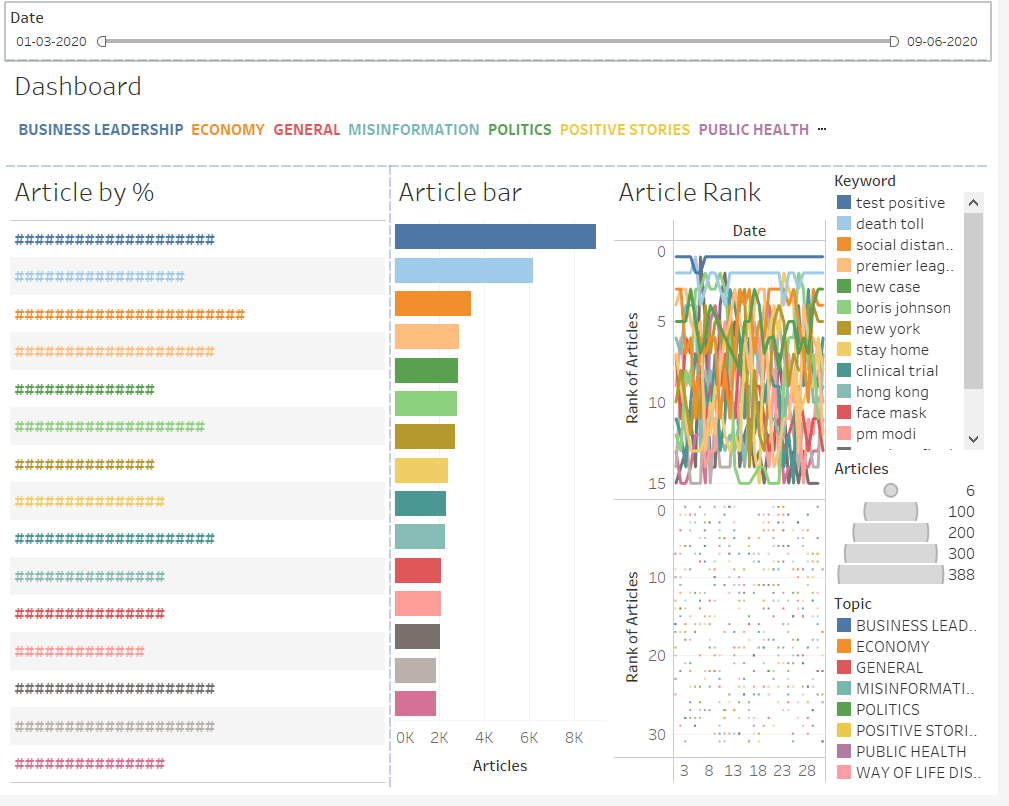 Date
01-03-2020
09-06-2020
Dashboard
BUSINESS LEADERSHIP ECONOMY GENERAL MISINFORMATION POLITICS POSITIVE STORIES PUBLIC HEALTH ...
Article by %
####################
#################
#######################
####################
##############
###################
##############
###############
####################
###############
###############
#############
####################
####################
###############
Article bar
0K 2K 4K 6K 8K
Articles
Article Rank
Date
Rank of Articles
0
5
10
15
Rank of Articles
0
10
20
30
3 8 13 18 23 28
Keyword
test positive
death toll
social distan..
premier leag..
new case
boris johnson
new york
stay home
clinical trial
hong kong
face mask
pm modi
Articles
6
100
200
300
388
Topic
BUSINESS LEAD..
ECONOMY
GENERAL
MISINFORMATI..
POLITICS
POSITIVE STORI..
PUBLIC HEALTH
WAY OF LIFE DIS..